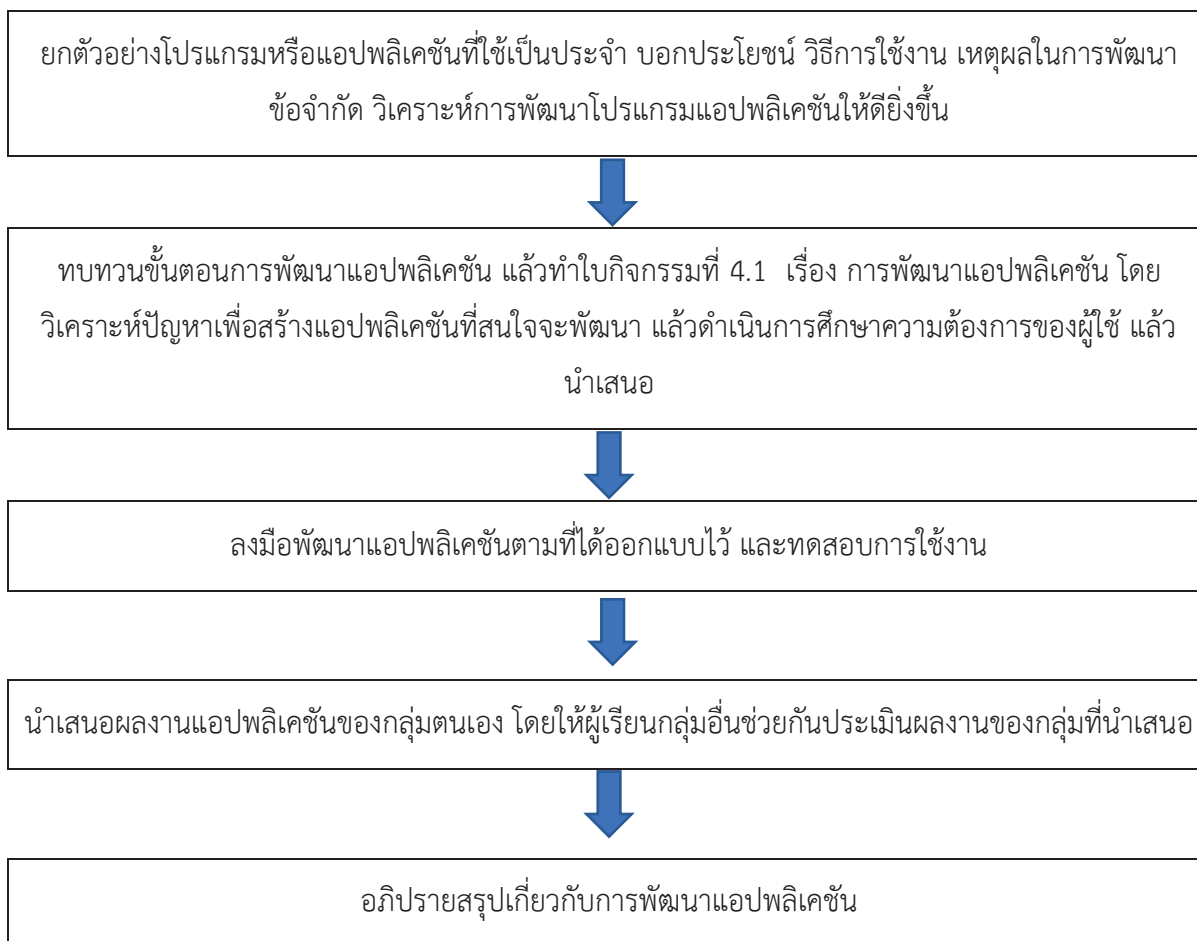 ยกตัวอย่างโปรแกรมหรือแอปพลิเคชันที่ใช้เป็นประจำ บอกประโยชน์ วิธีการใช้งาน เหตุผลในการพัฒนา
ข้อจำกัด วิเคราะห์การพัฒนาโปรแกรมแอปพลิเคชันให้ดียิ่งขึ้น
ทบทวนขั้นตอนการพัฒนาแอปพลิเคชัน แล้วทำใบกิจกรรมที่ 4.1 เรื่อง การพัฒนาแอปพลิเคชัน โดย
วิเคราะห์ปัญหาเพื่อสร้างแอปพลิเคชันที่สนใจจะพัฒนา แล้วดำเนินการศึกษาความต้องการของผู้ใช้ แล้ว
นำเสนอ
ลงมือพัฒนาแอปพลิเคชันตามที่ได้ออกแบบไว้ และทดสอบการใช้งาน
นำเสนอผลงานแอปพลิเคชันของกลุ่มตนเอง โดยให้ผู้เรียนกลุ่มอื่นช่วยกันประเมินผลงานของกลุ่มที่นำเสนอ
อภิปรายสรุปเกี่ยวกับการพัฒนาแอปพลิเคชัน